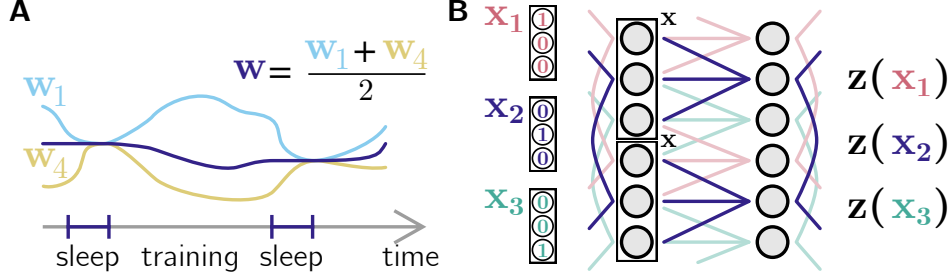 A
w₁
w₄
w = (w₁ + w₄) / 2
sleep training sleep time
B
x₁
1
0
0
x₂
0
1
0
x₃
0
0
1
x
x
z( x₁ )
z( x₂ )
z( x₃ )